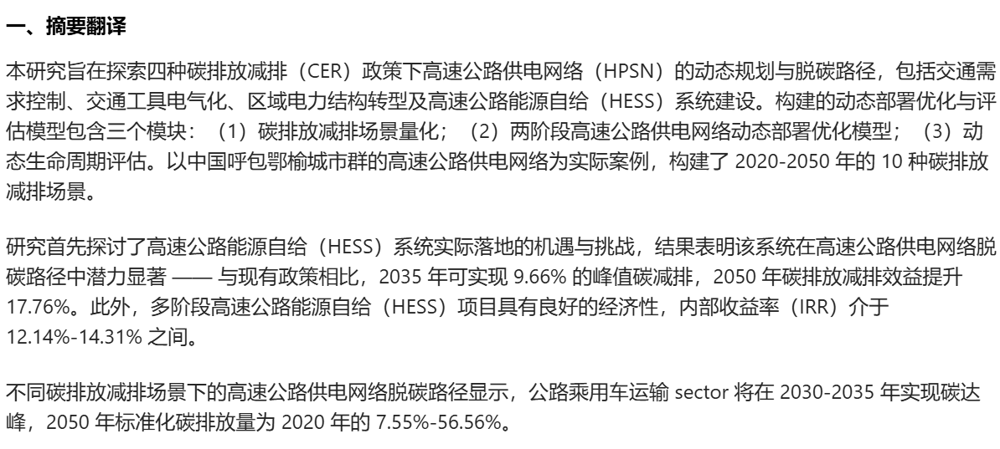 一、摘要翻译
本研究旨在探索四种碳排放减排（CER）政策下高速公路供电网络（HPSN）的动态规划与脱碳路径，包括交通需
求控制、交通工具电气化、区域电力结构转型及高速公路能源自给（HESS）系统建设。构建的动态部署优化与评
估模型包含三个模块：（1）碳排放减排场景量化；（2）两阶段高速公路供电网络动态部署优化模型；（3）动
态生命周期评估。以中国呼包鄂榆城市群的高速公路供电网络为实际案例，构建了 2020-2050 年的 10 种碳排放
减排场景。
研究首先探讨了高速公路能源自给（HESS）系统实际落地的机遇与挑战，结果表明该系统在高速公路供电网络脱
碳路径中潜力显著 —— 与现有政策相比，2035 年可实现 9.66% 的峰值碳减排，2050 年碳排放减排效益提升
17.76%。此外，多阶段高速公路能源自给（HESS）项目具有良好的经济性，内部收益率（IRR）介于
12.14%-14.31% 之间。
不同碳排放减排场景下的高速公路供电网络脱碳路径显示，公路乘用车运输 sector 将在 2030-2035 年实现碳达
峰，2050 年标准化碳排放量为 2020 年的 7.55%-56.56%。